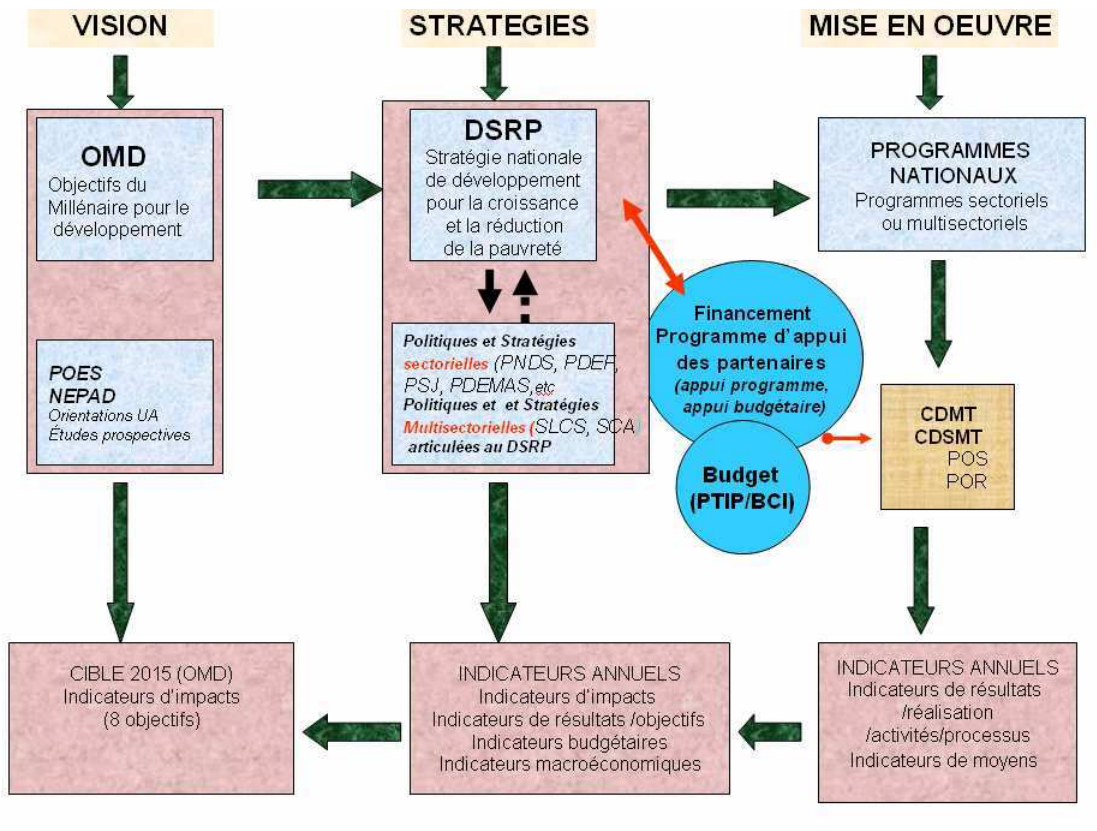 VISION
STRATEGIES
MISE EN OEUVRE
OMD
Objectifs du
Millénaire pour le
développement
POES
NEPAD
Orientations UA
Études prospectives
DSRP
Stratégie nationale
de développement
pour la croissance
et la réduction
de la pauvreté
Politiques et Stratégies
sectorielles (PNDS, PDEF,
PSJ, PDEMAS,etc
Politiques et et Stratégies
Multisectorielles (SLCS, SCA)
articulées au DSRP
PROGRAMMES
NATIONAUX
Programmes sectoriels
ou multisectoriels
Financement
Programme d'appui
des partenaires
(appui programme,
appui budgétaire)
Budget
(PTIP/BCI)
CDMT
CDSMT
POS
POR
CIBLE 2015 (OMD)
Indicateurs d'impacts
(8 objectifs)
INDICATEURS ANNUELS
Indicateurs d'impacts
Indicateurs de résultats /objectifs
Indicateurs budgétaires
Indicateurs macroéconomiques
INDICATEURS ANNUELS
Indicateurs de résultats
/réalisation
/activités/processus
Indicateurs de moyens